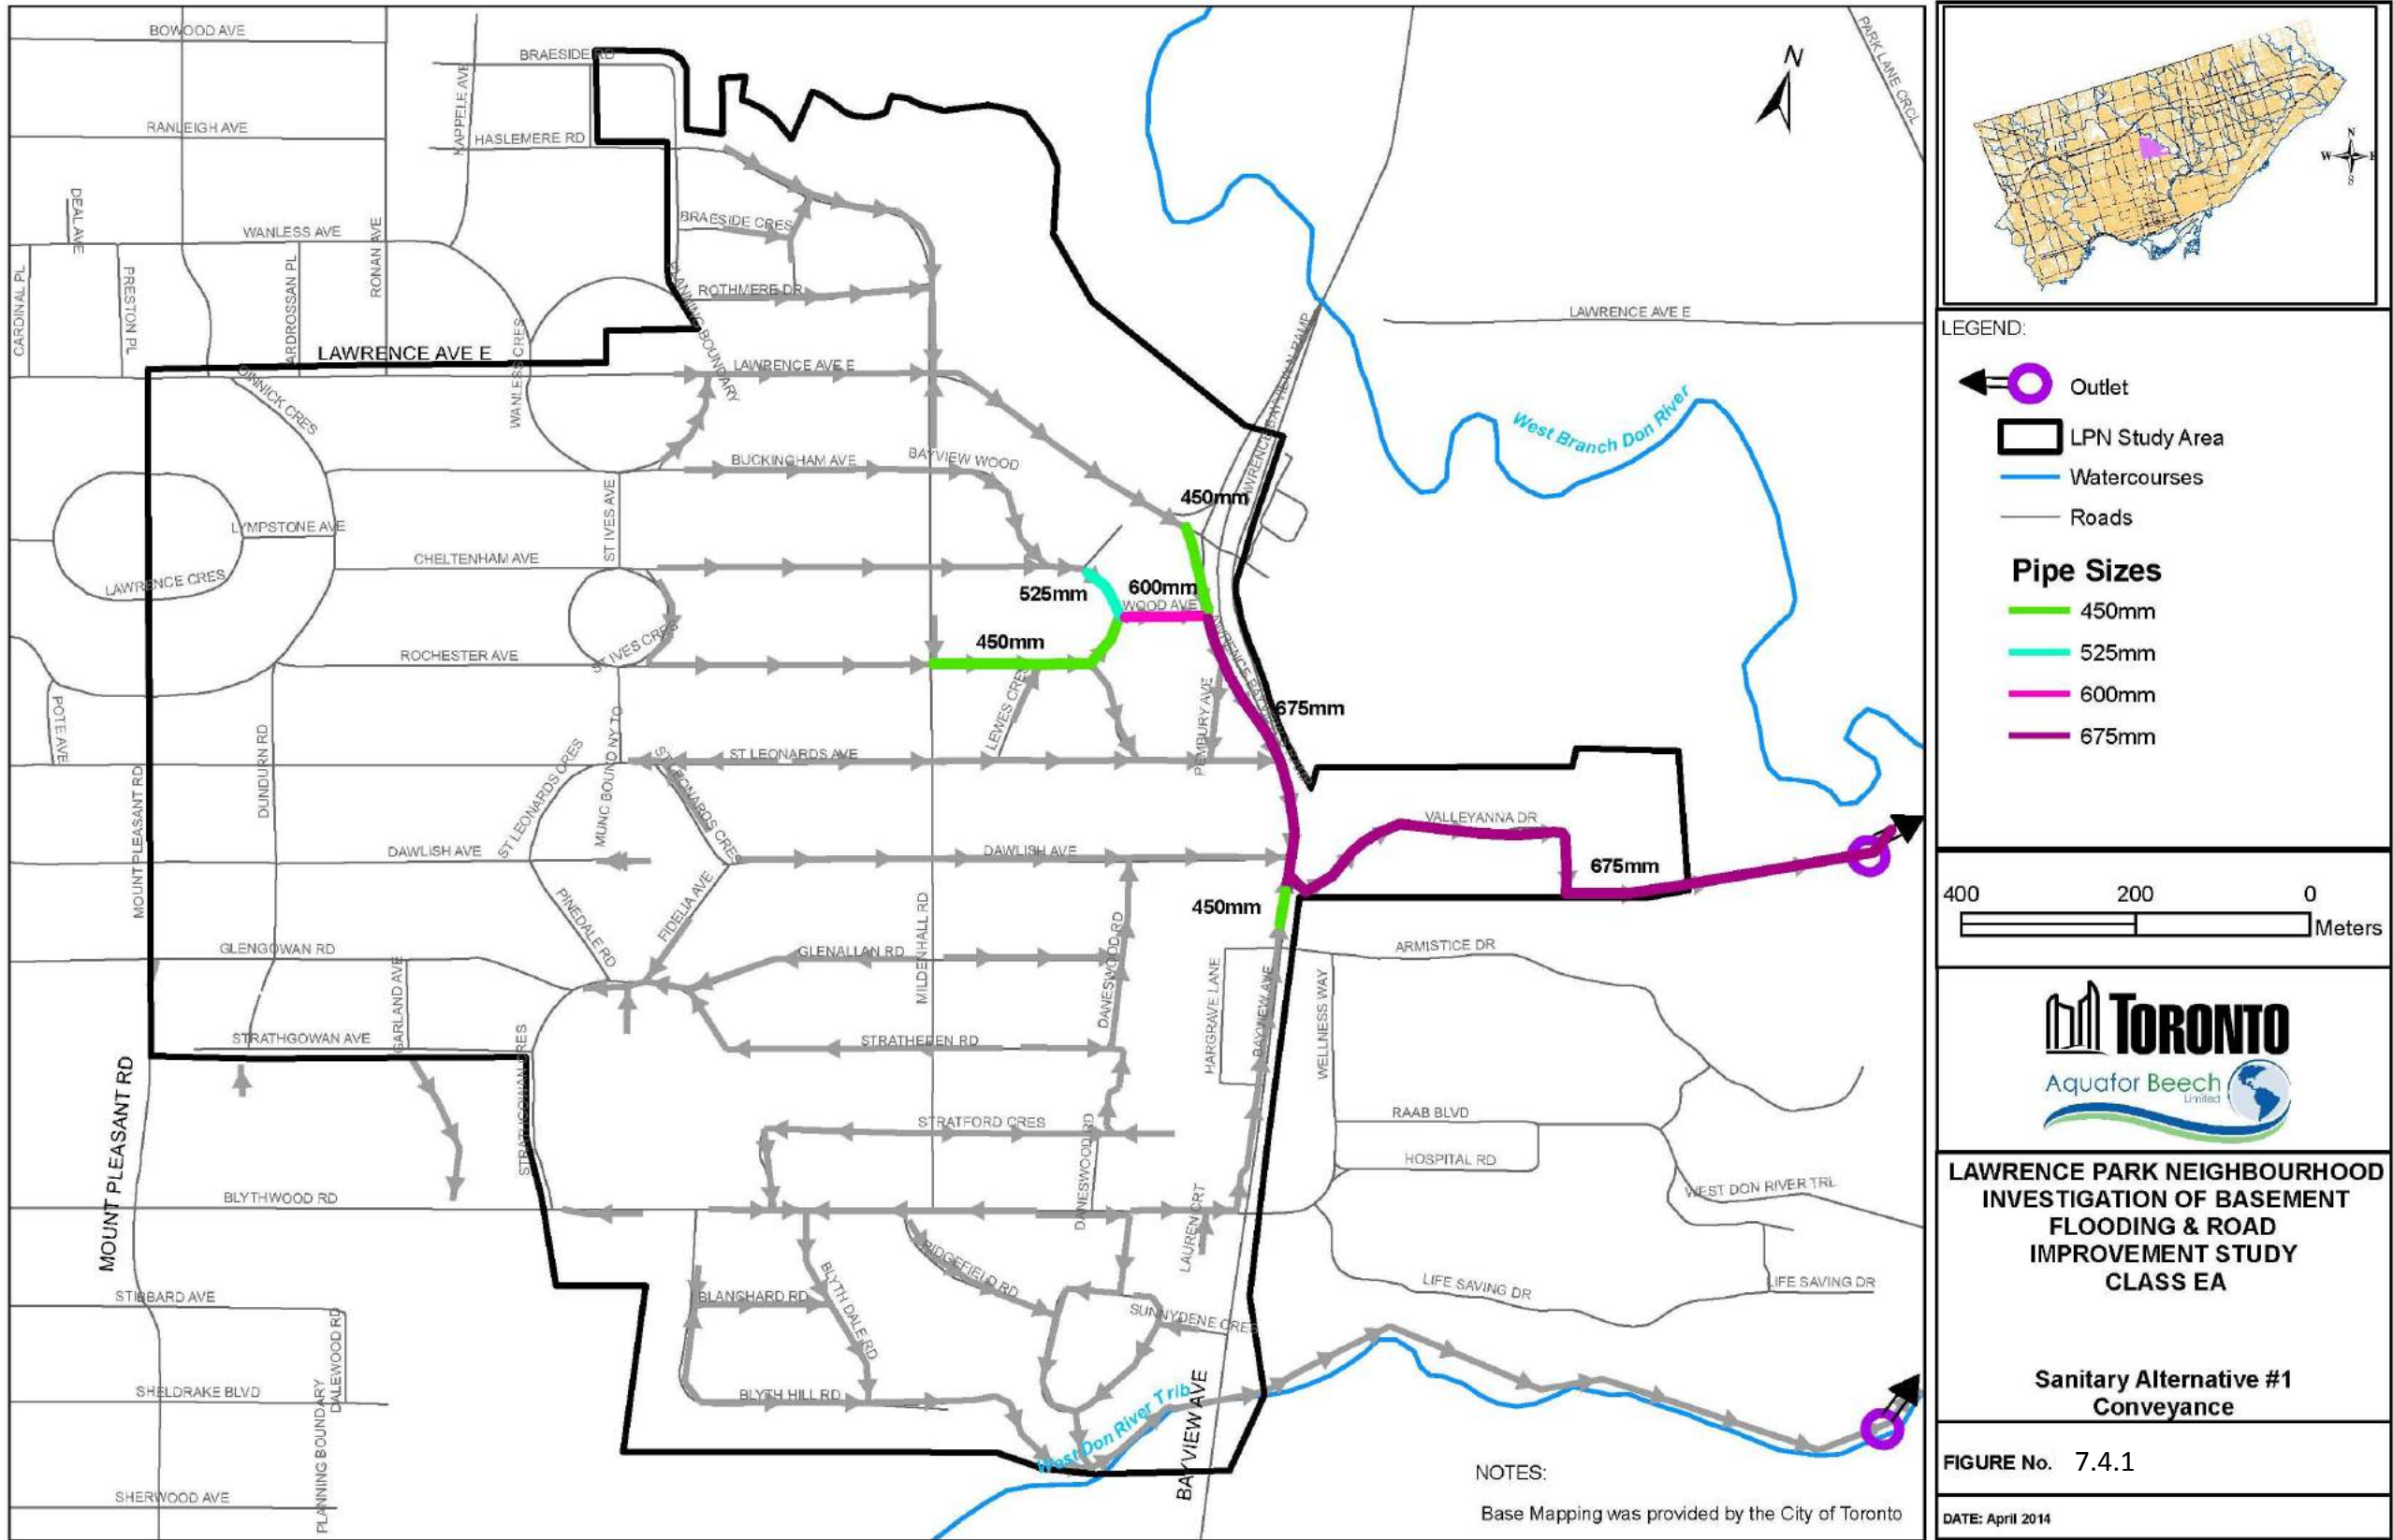 BOWOOD AVE
BRAESIDE RD
PARK LANE CRCL
N
KAPPELE AVE
RANLEIGH AVE
HASLEMERE RD
DEAL AVE
BRAESIDE CRES
WANLESS AVE
RONAN AVE
CARDINAL PL
PRESTON PL
ARDROSSAN PL
ROTHMERE DR
PLANNING BOUNDARY
LAWRENCE AVE E
LAWRENCE AVE E
WANLESS CRES
LAWRENCE AVE E
DINNICK CRES
West Branch Don River
BUCKINGHAM AVE
BAYVIEW WOOD
450mm
LYMPSTONE AVE
ST IVES AVE
CHELTENHAM AVE
LAWRENCE CRES
525mm
600mm
WOOD AVE
450mm
ROCHESTER AVE
ST IVES CRES
LEWES CRES
PEMBURY AVE
675mm
POTE AVE
DUNDURN RD
MUNC BOUND NY TO
ST LEONARDS AVE
ST LEONARDS CRES
ST LEONARDS CRES
MOUNT PLEASANT RD
VALLEYANNA DR
DAWLISH AVE
DAWLISH AVE
675mm
PINEDALE RD
FIDELIA AVE
450mm
GLENGOWAN RD
GLENALLAN RD
MILDENHALL RD
DANESWOOD RD
ARMISTICE DR
GARLAND AVE
HARGRAVE LANE
BAYVIEW AVE
WELLNESS WAY
STRATHGOWAN AVE
STRATHEDEN RD
STRATHGOWAN CRES
MOUNT PLEASANT RD
STRATFORD CRES
RAAB BLVD
DANESWOOD RD
HOSPITAL RD
WEST DON RIVER TRL
BLYTHWOOD RD
LAUREN CRT
RIDGEFIELD RD
STIBBARD AVE
BLANCHARD RD
BLYTH DALE RD
SUNNYDENE CRES
LIFE SAVING DR
LIFE SAVING DR
DALEWOOD RD
SHELDRAKE BLVD
BLYTH HILL RD
PLANNING BOUNDARY
West Don River Trib
BAYVIEW AVE
SHERWOOD AVE
NOTES:
Base Mapping was provided by the City of Toronto
N
W
E
S
LEGEND:
Outlet
LPN Study Area
Watercourses
Roads
Pipe Sizes
450mm
525mm
600mm
675mm
400 200 0
Meters
TORONTO
Aquafor Beech
Limited
LAWRENCE PARK NEIGHBOURHOOD
INVESTIGATION OF BASEMENT
FLOODING & ROAD
IMPROVEMENT STUDY
CLASS EA
Sanitary Alternative #1
Conveyance
FIGURE No. 7.4.1
DATE: April 2014